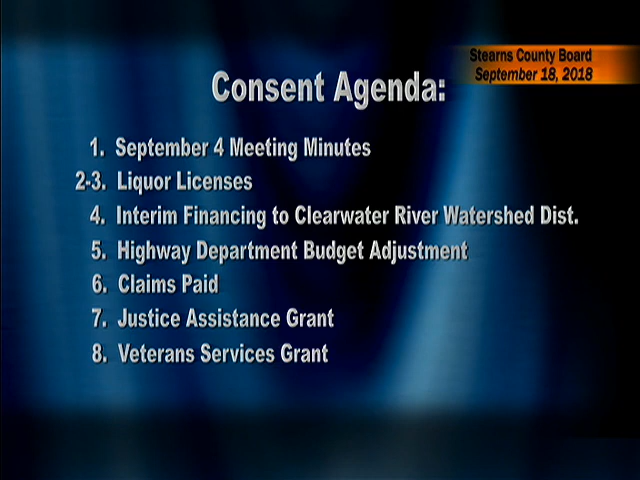 Stearns County Board
September 18, 2018
Consent Agenda:
1. September 4 Meeting Minutes
2-3. Liquor Licenses
4. Interim Financing to Clearwater River Watershed Dist.
5. Highway Department Budget Adjustment
6. Claims Paid
7. Justice Assistance Grant
8. Veterans Services Grant